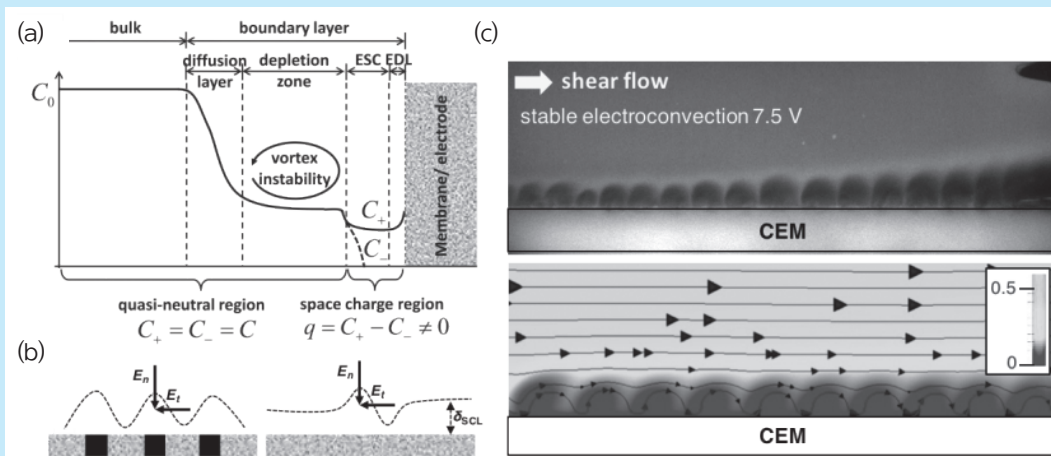 (a)
bulk
boundary layer
diffusion layer
depletion zone
ESC
EDL
C₀
vortex instability
C₊
C₋
Membrane/ electrode
quasi-neutral region
C₊ = C₋ = C
space charge region
q = C₊ − C₋ ≠ 0
(b)
Eₙ
Eₜ
Eₙ
Eₜ
δSCL
(c)
shear flow
stable electroconvection 7.5 V
CEM
0.5
0
CEM